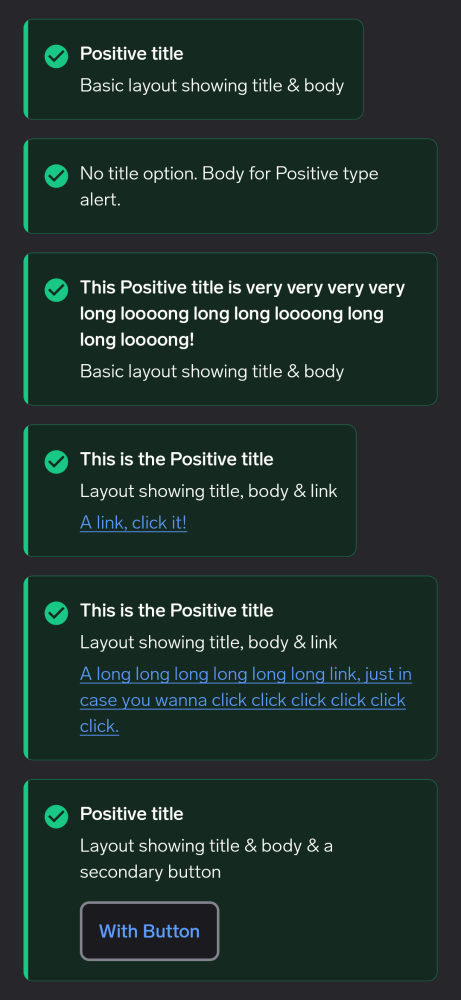 Positive title
Basic layout showing title & body
No title option. Body for Positive type
alert.
This Positive title is very very very very
long loooong long long loooong long
long loooong!
Basic layout showing title & body
This is the Positive title
Layout showing title, body & link
A link, click it!
This is the Positive title
Layout showing title, body & link
A long long long long long long link, just in
case you wanna click click click click click
click.
Positive title
Layout showing title & body & a
secondary button
With Button